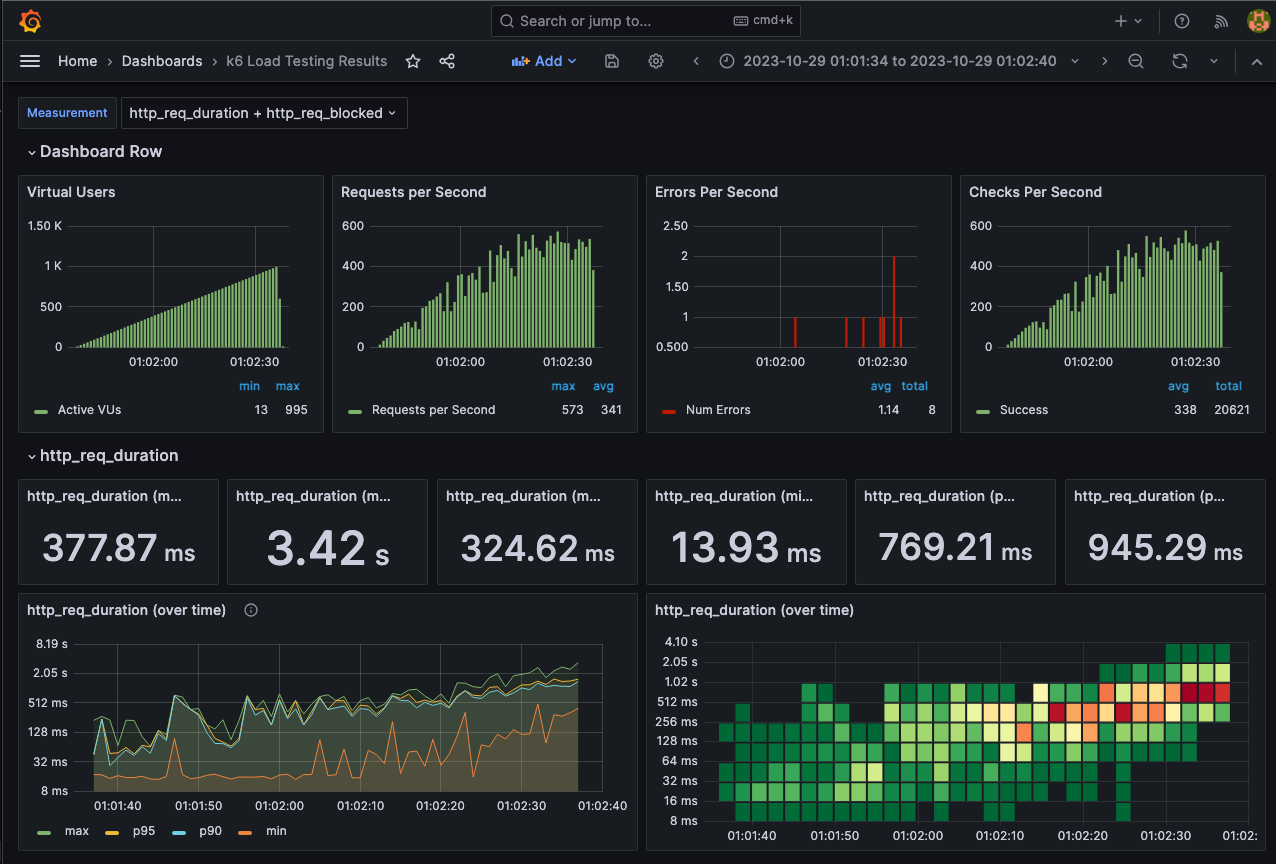 Search or jump to... cmd+k
Home › Dashboards › k6 Load Testing Results Add 2023-10-29 01:01:34 to 2023-10-29 01:02:40
Measurement http_req_duration + http_req_blocked
Dashboard Row
Virtual Users
1.50 K
1 K
500
0
01:02:00 01:02:30
min max
Active VUs 13 995
Requests per Second
600
400
200
0
01:02:00 01:02:30
max avg
Requests per Second 573 341
Errors Per Second
2.50
2
1.50
1
0.500
01:02:00 01:02:30
avg total
Num Errors 1.14 8
Checks Per Second
600
400
200
0
01:02:00 01:02:30
avg total
Success 338 20621
http_req_duration
http_req_duration (m...
377.87 ms
http_req_duration (m...
3.42 s
http_req_duration (m...
324.62 ms
http_req_duration (mi...
13.93 ms
http_req_duration (p...
769.21 ms
http_req_duration (p...
945.29 ms
http_req_duration (over time)
8.19 s
2.05 s
512 ms
128 ms
32 ms
8 ms
01:01:40 01:01:50 01:02:00 01:02:10 01:02:20 01:02:30 01:02:40
max p95 p90 min
http_req_duration (over time)
4.10 s
2.05 s
1.02 s
512 ms
256 ms
128 ms
64 ms
32 ms
16 ms
8 ms
01:01:40 01:01:50 01:02:00 01:02:10 01:02:20 01:02:30 01:02: